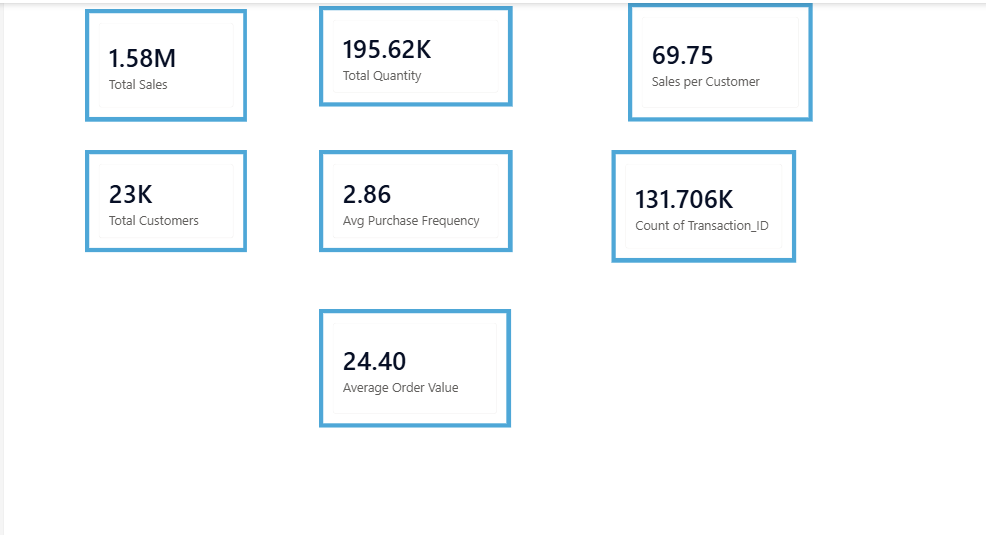 1.58M
Total Sales
195.62K
Total Quantity
69.75
Sales per Customer
23K
Total Customers
2.86
Avg Purchase Frequency
131.706K
Count of Transaction_ID
24.40
Average Order Value